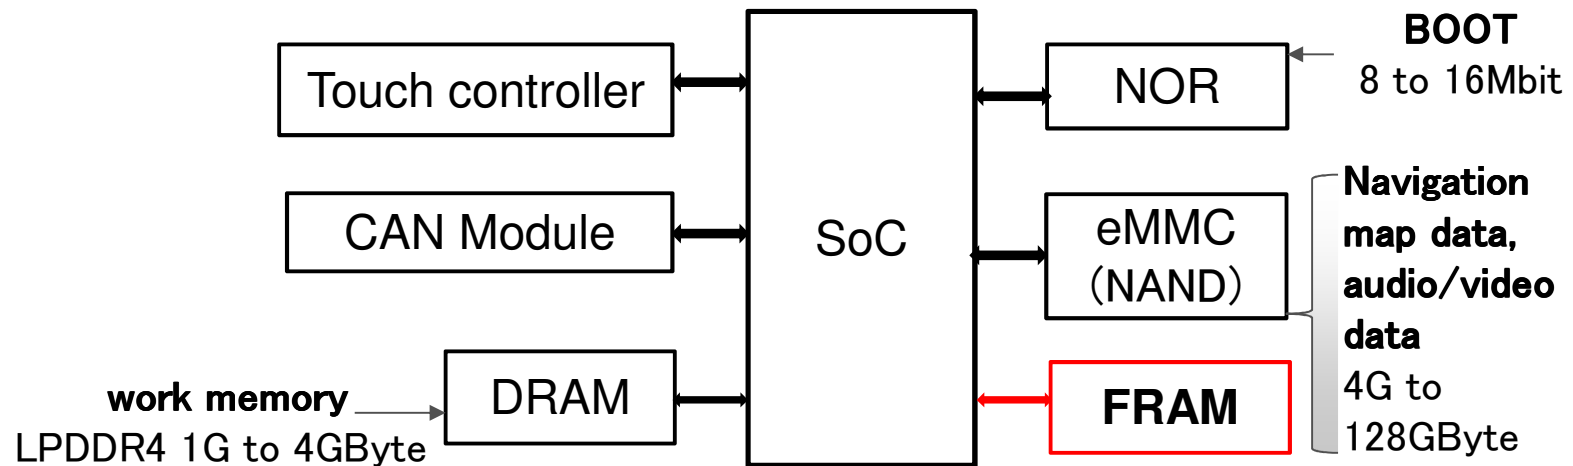 Touch controller
CAN Module
work memory
LPDDR4 1G to 4GByte
DRAM
SoC
NOR
BOOT
8 to 16Mbit
eMMC
(NAND)
Navigation
map data,
audio/video
data
4G to
128GByte
FRAM